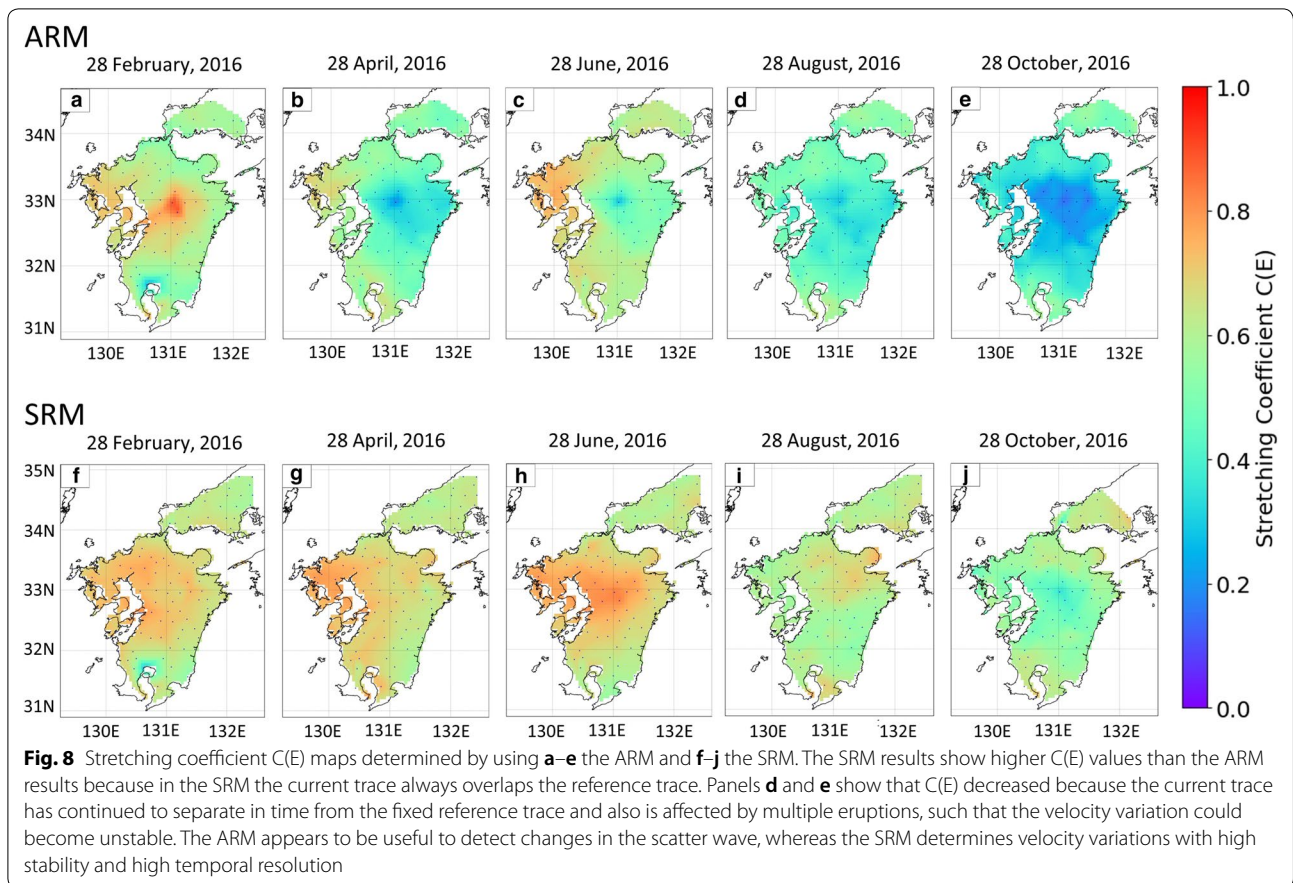 ARM
28 February, 2016
28 April, 2016
28 June, 2016
28 August, 2016
28 October, 2016
a
b
c
d
e
34N
33N
32N
31N
130E 131E 132E
130E 131E 132E
130E 131E 132E
130E 131E 132E
130E 131E 132E
SRM
28 February, 2016
28 April, 2016
28 June, 2016
28 August, 2016
28 October, 2016
f
g
h
i
j
35N
34N
33N
32N
31N
130E 131E 132E
130E 131E 132E
130E 131E 132E
130E 131E 132E
130E 131E 132E
1.0
0.8
0.6
0.4
0.2
0.0
Stretching Coefficient C(E)
Fig. 8 Stretching coefficient C(E) maps determined by using a–e the ARM and f–j the SRM. The SRM results show higher C(E) values than the ARM
results because in the SRM the current trace always overlaps the reference trace. Panels d and e show that C(E) decreased because the current trace
has continued to separate in time from the fixed reference trace and also is affected by multiple eruptions, such that the velocity variation could
become unstable. The ARM appears to be useful to detect changes in the scatter wave, whereas the SRM determines velocity variations with high
stability and high temporal resolution